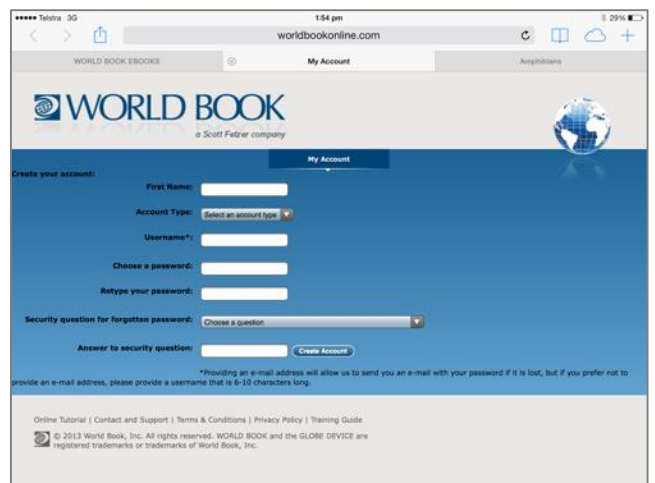 Telstra 3G 1:54 pm 29%
worldbookonline.com
WORLD BOOK EBOOKS My Account Amphibians
WORLD BOOK
a Scott Fetzer company
My Account
Create your account:
First Name:
Account Type: Select an account type
Username*:
Choose a password:
Retype your password:
Security question for forgotten password: Choose a question
Answer to security question: Create Account
*Providing an e-mail address will allow us to send you an e-mail with your password if it is lost, but if you prefer not to
provide an e-mail address, please provide a username that is 6-10 characters long.
Online Tutorial | Contact and Support | Terms & Conditions | Privacy Policy | Training Guide
© 2013 World Book, Inc. All rights reserved. WORLD BOOK and the GLOBE DEVICE are
registered trademarks or trademarks of World Book, Inc.